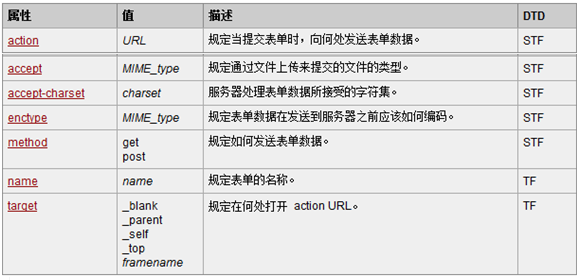 属性 值 描述 DTD
action URL 规定当提交表单时，向何处发送表单数据。 STF
accept MIME_type 规定通过文件上传来提交的文件的类型。 STF
accept-charset charset 服务器处理表单数据所接受的字符集。 STF
enctype MIME_type 规定表单数据在发送到服务器之前应该如何编码。 STF
method get 规定如何发送表单数据。 STF
post
name name 规定表单的名称。 TF
target _blank 规定在何处打开 action URL。 TF
_parent
_self
_top
framename